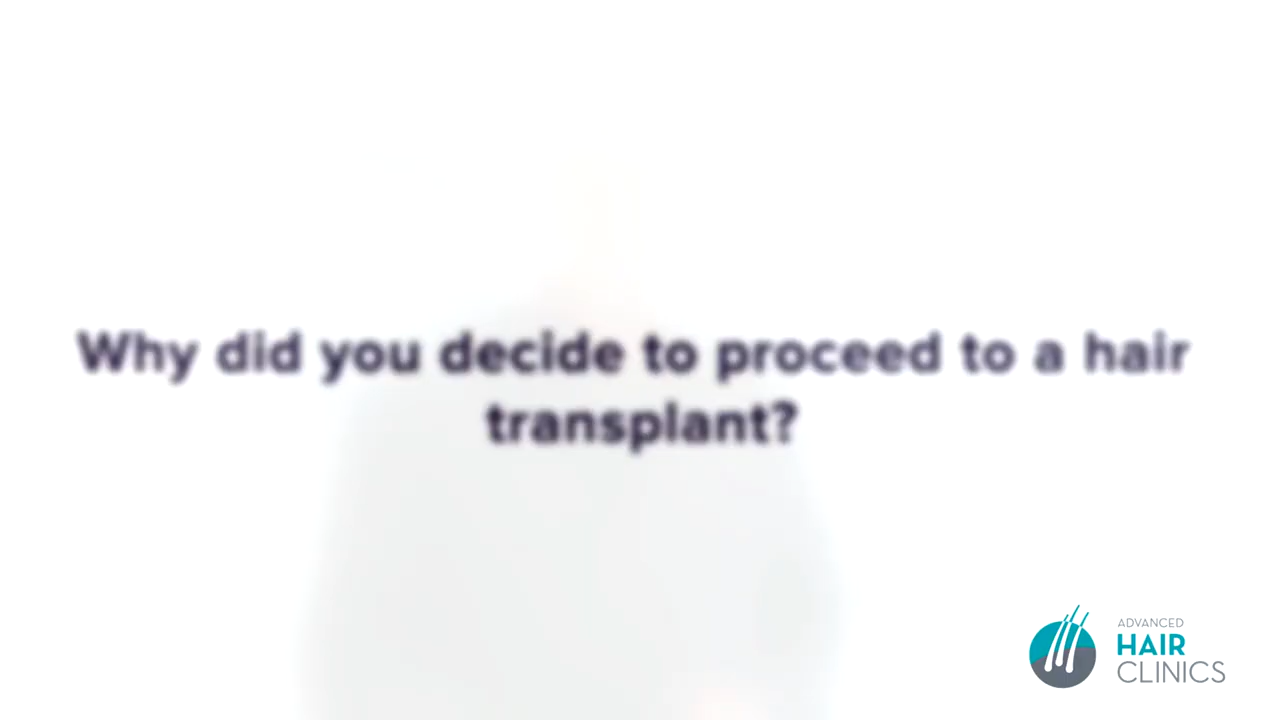 Why did you decide to proceed to a hair
transplant?
ADVANCED
HAIR
CLINICS